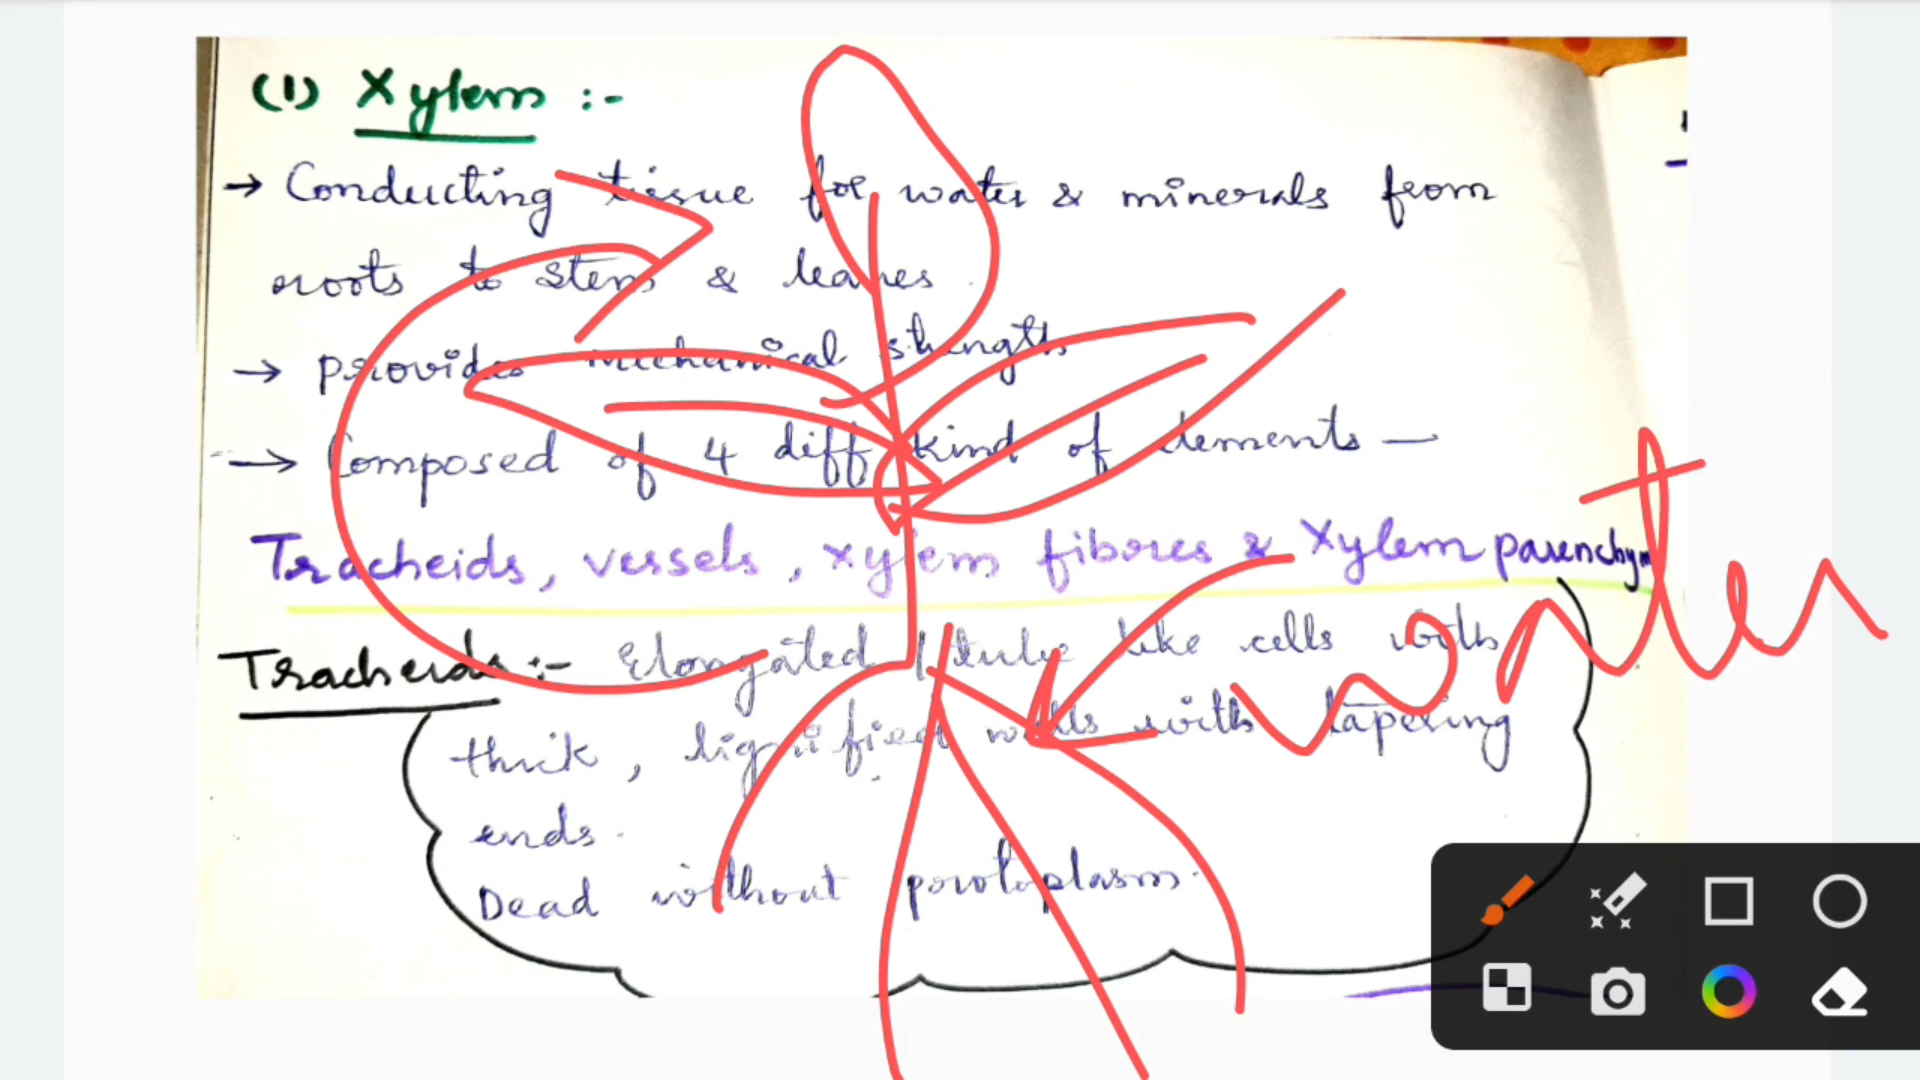 (1) Xylem :-
→ Conducting tissue for water & minerals from
roots to stem & leaves
→ provides mechanical strength
→ Composed of 4 diff kind of elements —
Tracheids, vessels, xylem fibres & Xylem parenchym
Tracheids :- Elongated / tube like cells with
thick, lignified walls with tapering
ends.
Dead without protoplasm.
water